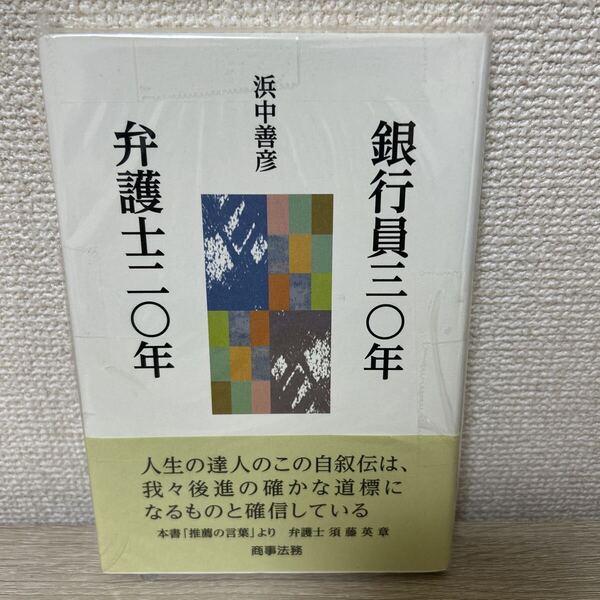 銀行員三〇年
弁護士二〇年
浜中善彦
人生の達人のこの自叙伝は、
我々後進の確かな道標に
なるものと確信している
本書「推薦の言葉」より 弁護士 須藤英章
商事法務